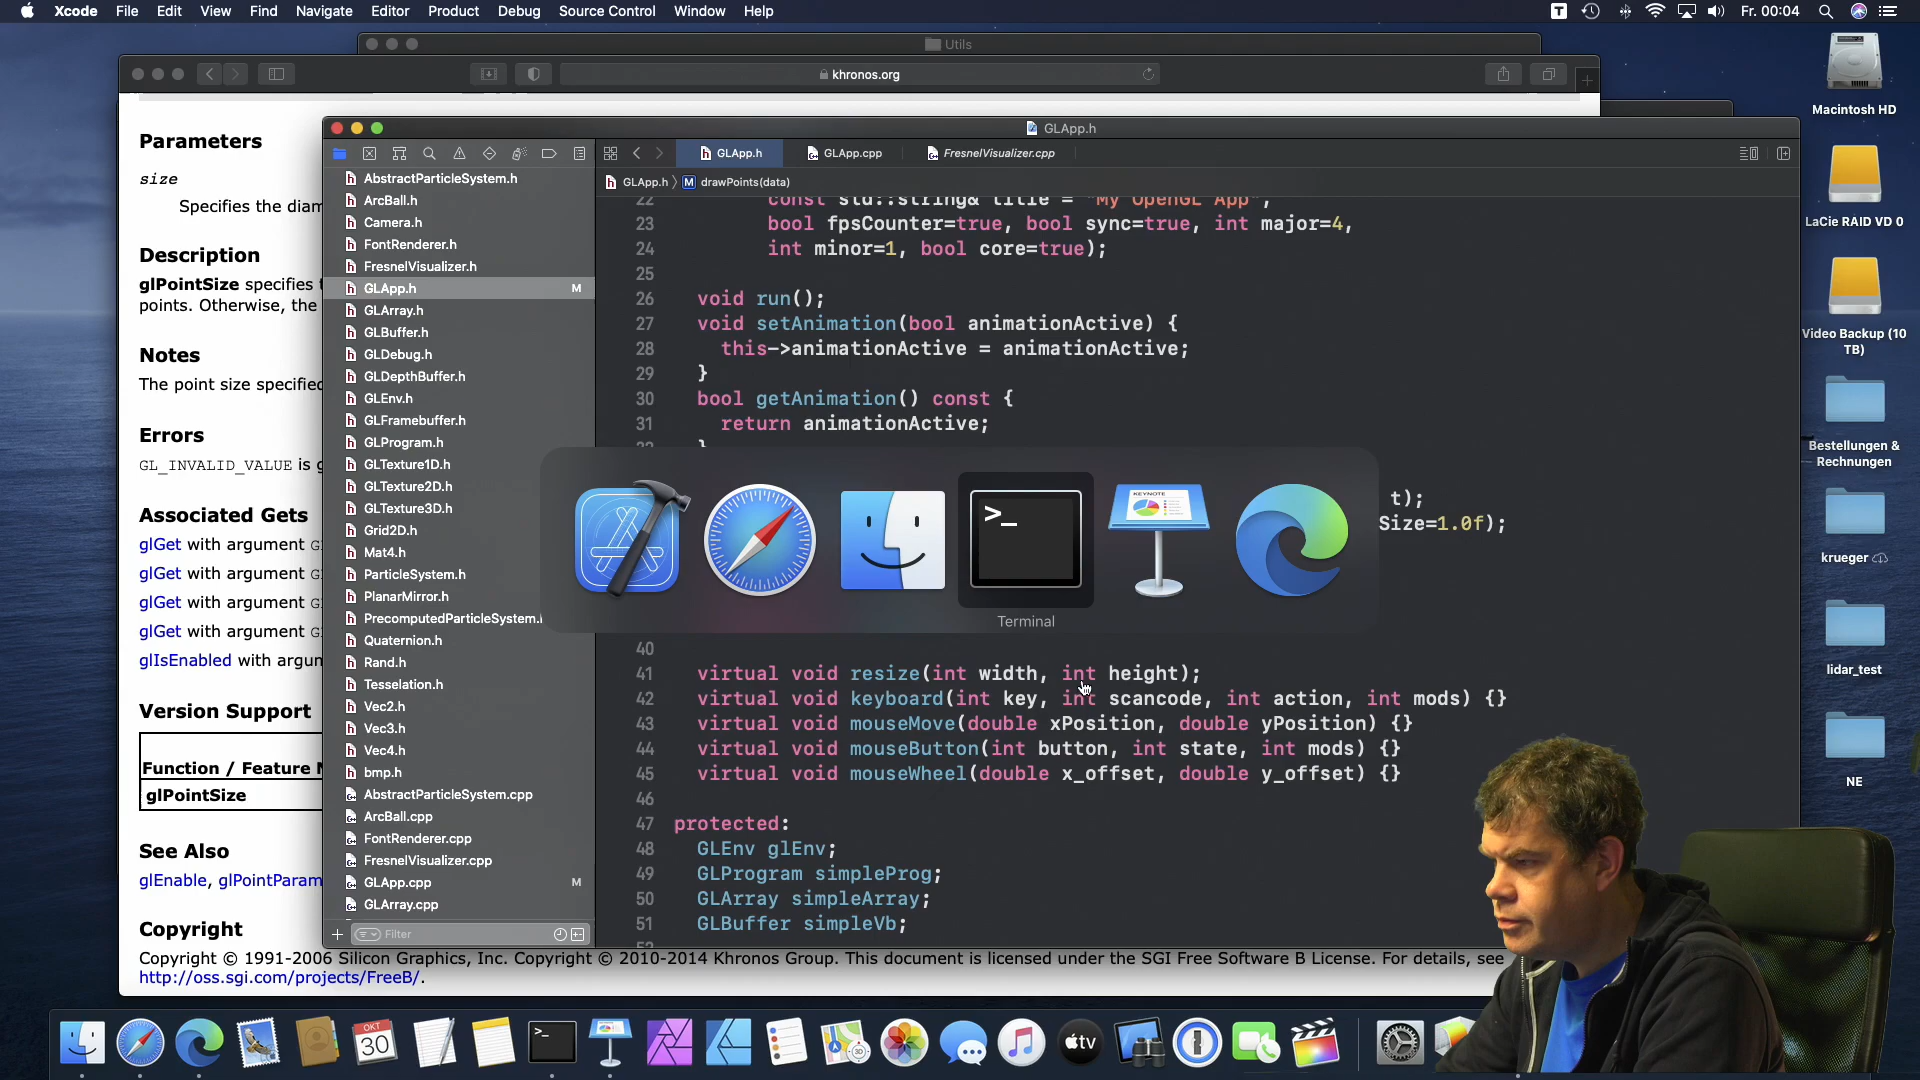 Xcode File Edit View Find Navigate Editor Product Debug Source Control Window Help
T Fr. 00:04
Utils
khronos.org
Parameters
size
Specifies the diam
Description
glPointSize specifies
points. Otherwise, the
Notes
The point size specified
Errors
GL_INVALID_VALUE is g
Associated Gets
glGet with argument G
glGet with argument G
glGet with argument G
glGet with argument G
glIsEnabled with argun
Version Support
Function / Feature N
glPointSize
See Also
glEnable, glPointParam
Copyright
Copyright © 1991-2006 Silicon Graphics, Inc. Copyright © 2010-2014 Khronos Group. This document is licensed under the SGI Free Software B License. For details, see
http://oss.sgi.com/projects/FreeB/.
GLApp.h
AbstractParticleSystem.h
ArcBall.h
Camera.h
FontRenderer.h
FresnelVisualizer.h
GLApp.h M
GLArray.h
GLBuffer.h
GLDebug.h
GLDepthBuffer.h
GLEnv.h
GLFramebuffer.h
GLProgram.h
GLTexture1D.h
GLTexture2D.h
GLTexture3D.h
Grid2D.h
Mat4.h
ParticleSystem.h
PlanarMirror.h
PrecomputedParticleSystem.
Quaternion.h
Rand.h
Tesselation.h
Vec2.h
Vec3.h
Vec4.h
bmp.h
AbstractParticleSystem.cpp
ArcBall.cpp
FontRenderer.cpp
FresnelVisualizer.cpp
GLApp.cpp M
GLArray.cpp
Filter
GLApp.h GLApp.cpp FresnelVisualizer.cpp
GLApp.h M drawPoints(data)
22 const std::string& title = "My OpenGL App",
23 bool fpsCounter=true, bool sync=true, int major=4,
24 int minor=1, bool core=true);
25
26 void run();
27 void setAnimation(bool animationActive) {
28 this->animationActive = animationActive;
29 }
30 bool getAnimation() const {
31 return animationActive;
t);
Size=1.0f);
Terminal
40
41 virtual void resize(int width, int height);
42 virtual void keyboard(int key, int scancode, int action, int mods) {}
43 virtual void mouseMove(double xPosition, double yPosition) {}
44 virtual void mouseButton(int button, int state, int mods) {}
45 virtual void mouseWheel(double x_offset, double y_offset) {}
46
47 protected:
48 GLEnv glEnv;
49 GLProgram simpleProg;
50 GLArray simpleArray;
51 GLBuffer simpleVb;
KEYNOTE
Macintosh HD
LaCie RAID VD 0
Video Backup (10
TB)
Bestellungen &
Rechnungen
krueger
lidar_test
NE
OKT
30
tv